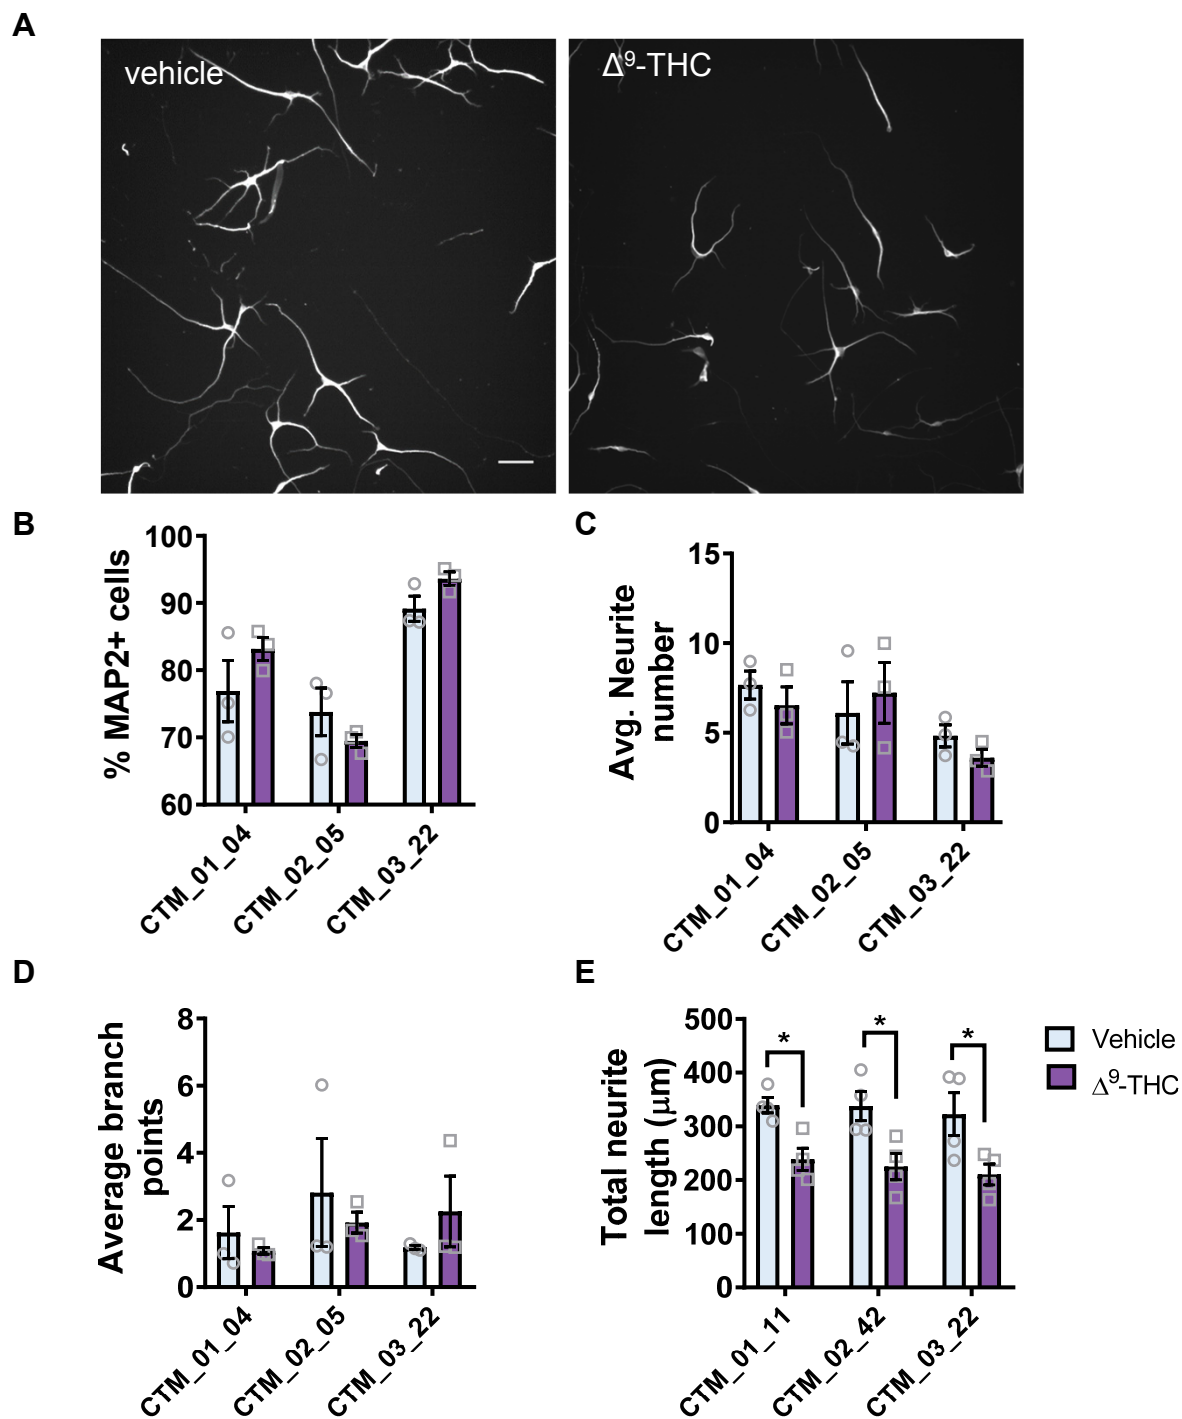 A
vehicle
Δ⁹-THC
B
C
% MAP2+ cells
100
90
80
70
60
CTM_01_04
CTM_02_05
CTM_03_22
Avg. Neurite
number
15
10
5
0
CTM_01_04
CTM_02_05
CTM_03_22
D
E
Average branch
points
8
6
4
2
0
CTM_01_04
CTM_02_05
CTM_03_22
Total neurite
length (μm)
500
400
300
200
100
0
* * *
CTM_01_11
CTM_02_42
CTM_03_22
Vehicle
Δ⁹-THC